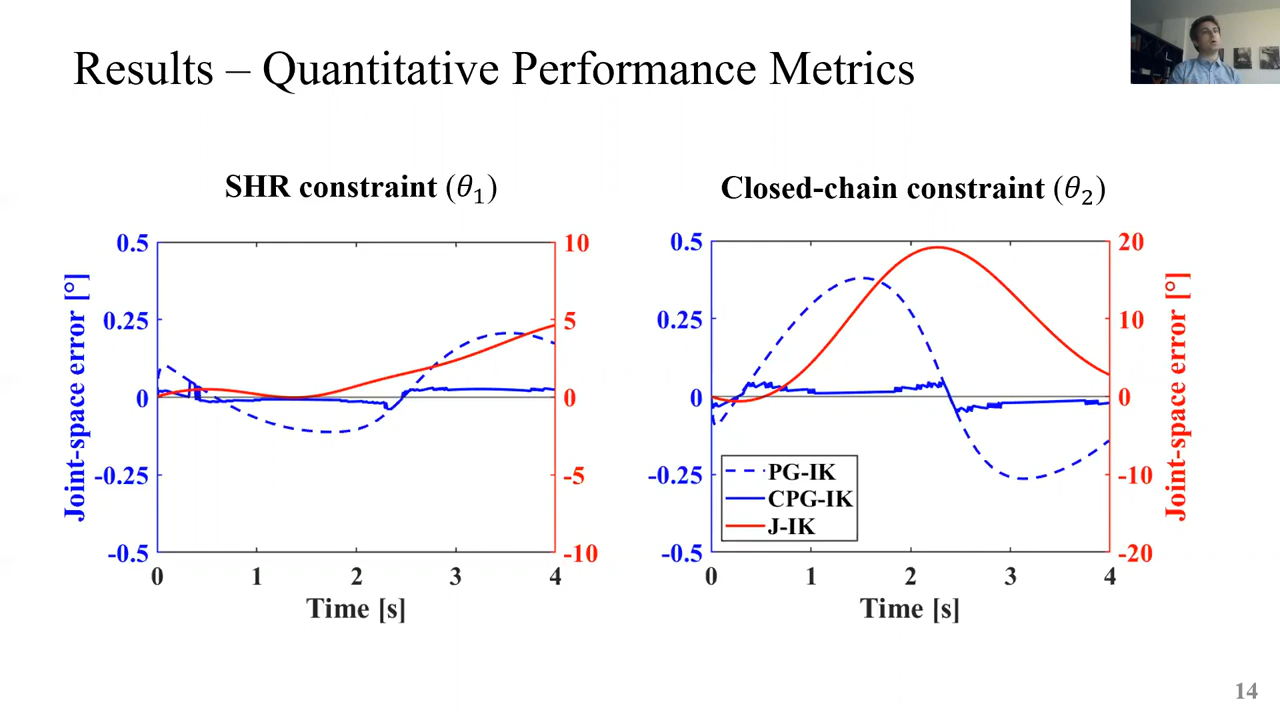 Results – Quantitative Performance Metrics
SHR constraint (θ₁)
Closed-chain constraint (θ₂)
Joint-space error [°]
0.5
0.25
0
-0.25
-0.5
10
5
0
-5
-10
0 1 2 3 4
Time [s]
0.5
0.25
0
-0.25
-0.5
PG-IK
CPG-IK
J-IK
20
10
0
-10
-20
Joint-space error [°]
0 1 2 3 4
Time [s]
14